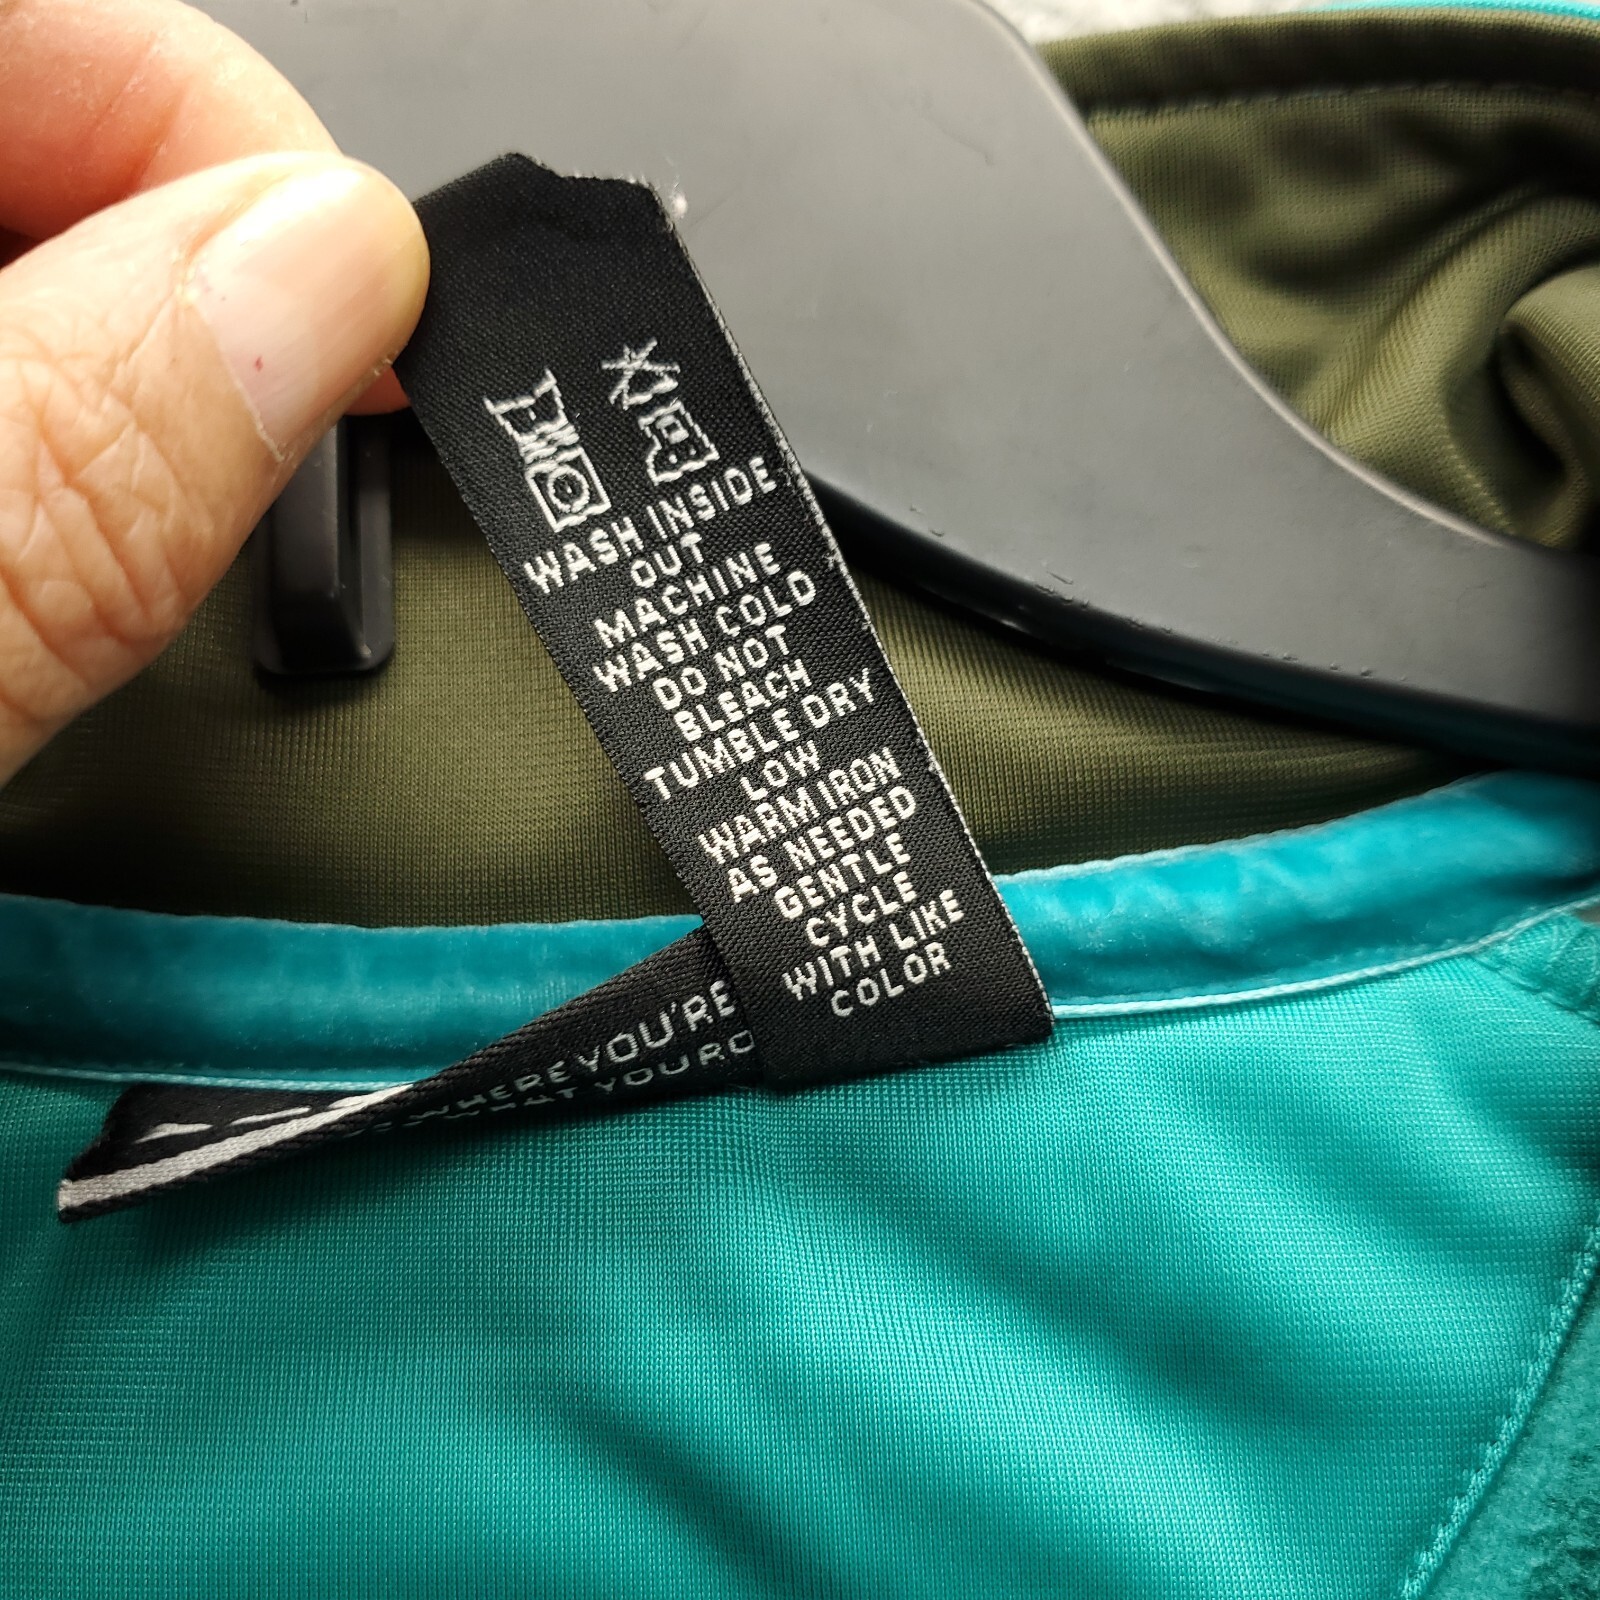 WASH INSIDE
OUT
MACHINE
WASH COLD
DO NOT
BLEACH
TUMBLE DRY
LOW
WARM IRON
AS NEEDED
GENTLE
CYCLE
WITH LIKE
COLOR
WHERE YOU'RE
YOUR